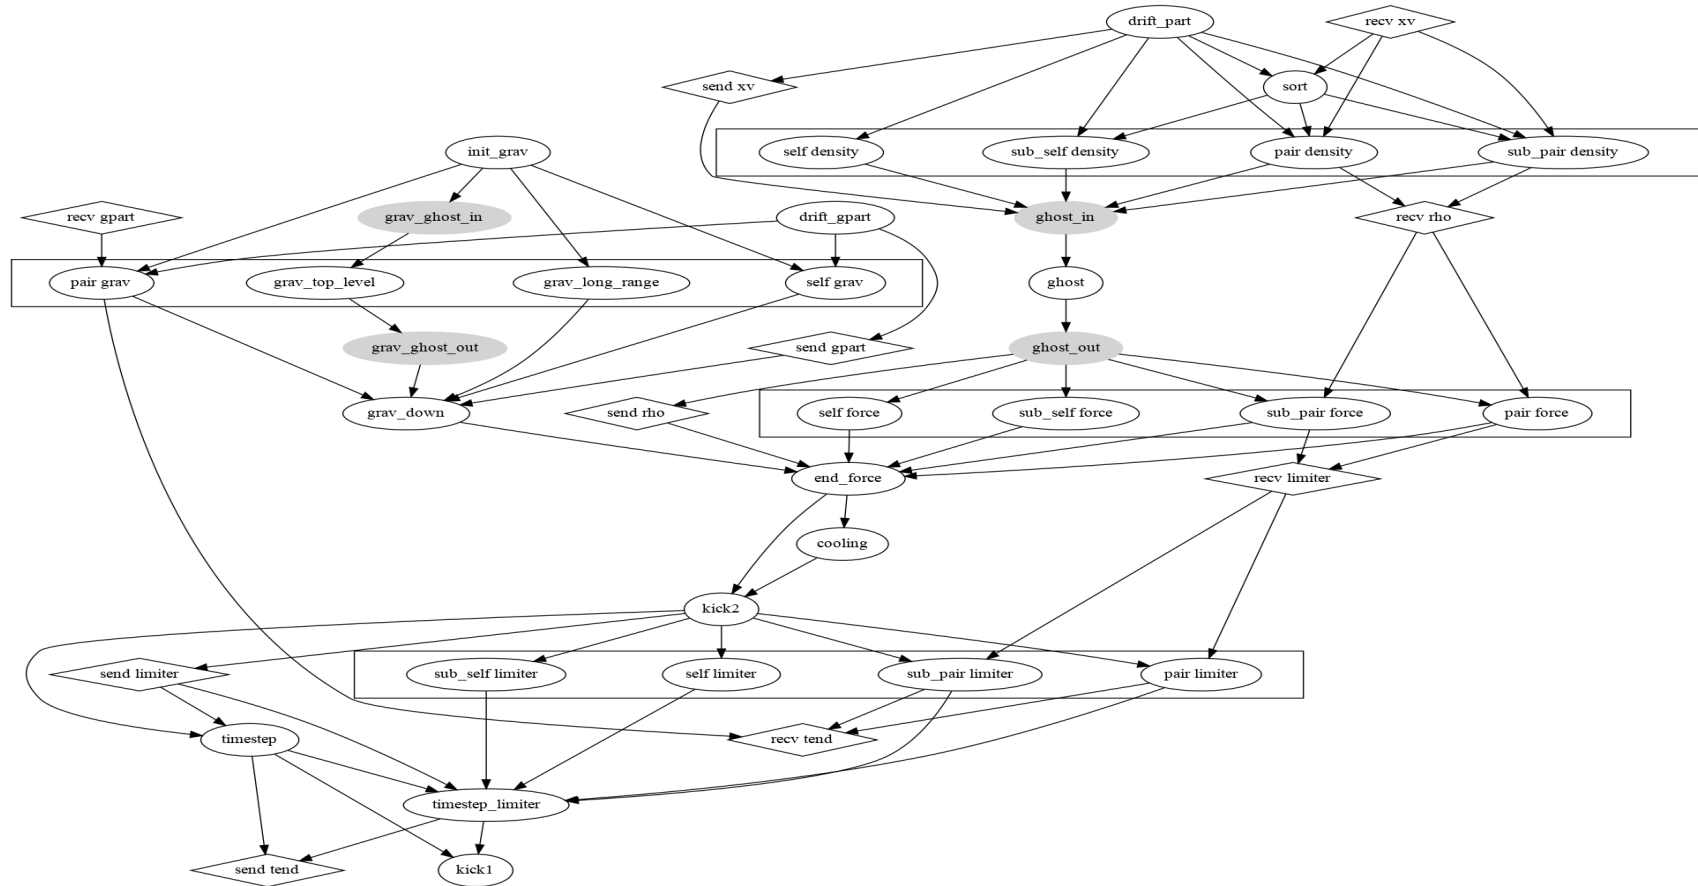 drift_part
recv xv
send xv
sort
init_grav
self density
sub_self density
pair density
sub_pair density
recv gpart
grav_ghost_in
drift_gpart
ghost_in
recv rho
pair grav
grav_top_level
grav_long_range
self grav
ghost
grav_ghost_out
send gpart
ghost_out
grav_down
send rho
self force
sub_self force
sub_pair force
pair force
end_force
recv limiter
cooling
kick2
send limiter
sub_self limiter
self limiter
sub_pair limiter
pair limiter
timestep
recv tend
timestep_limiter
send tend
kick1